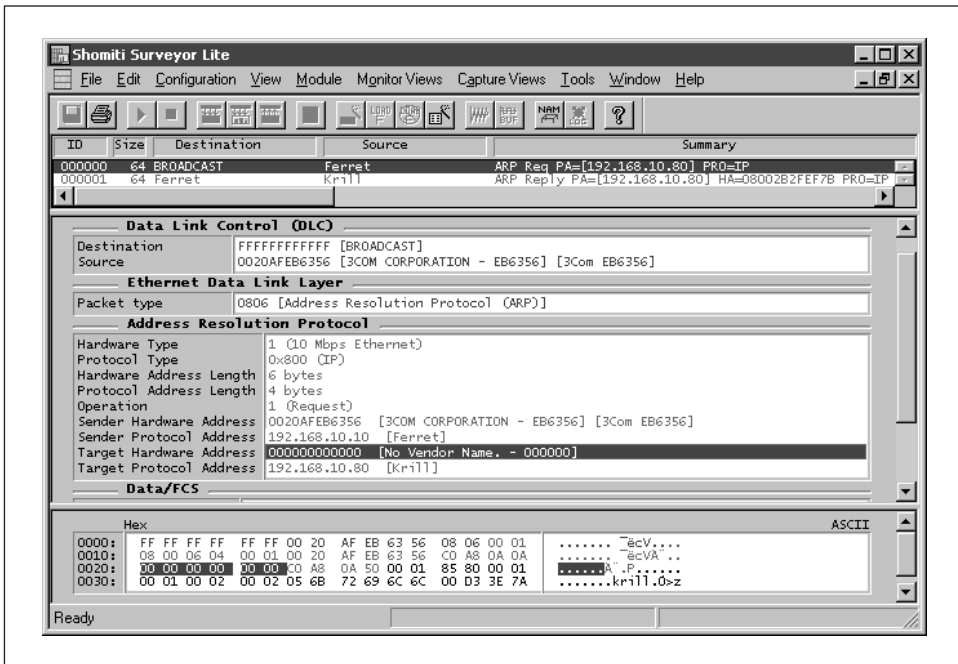 Shomiti Surveyor Lite
File Edit Configuration View Module Monitor Views Capture Views Tools Window Help
ID Size Destination Source Summary
000000 64 BROADCAST Ferret ARP Req PA=[192.168.10.80] PRO=IP
000001 64 Ferret Krill ARP Reply PA=[192.168.10.80] HA=08002B2FEF7B PRO=IP
Data Link Control (DLC)
Destination FFFFFFFFFFFF [BROADCAST]
Source 0020AFEB6356 [3COM CORPORATION - EB6356] [3Com EB6356]
Ethernet Data Link Layer
Packet type 0806 [Address Resolution Protocol (ARP)]
Address Resolution Protocol
Hardware Type 1 (10 Mbps Ethernet)
Protocol Type 0x800 (IP)
Hardware Address Length 6 bytes
Protocol Address Length 4 bytes
Operation 1 (Request)
Sender Hardware Address 0020AFEB6356 [3COM CORPORATION - EB6356] [3Com EB6356]
Sender Protocol Address 192.168.10.10 [Ferret]
Target Hardware Address 000000000000 [No Vendor Name. - 000000]
Target Protocol Address 192.168.10.80 [Krill]
Data/FCS
Hex ASCII
0000: FF FF FF FF FF FF 00 20 AF EB 63 56 08 06 00 01 ....... ¯ëcV....
0010: 08 00 06 04 00 01 00 20 AF EB 63 56 C0 A8 0A 0A ....... ¯ëcVÀ¨..
0020: 00 00 00 00 00 00 C0 A8 0A 50 00 01 85 80 00 01 ......À¨.P......
0030: 00 01 00 02 00 02 05 6B 72 69 6C 6C 00 D3 3E 7A .......krill.Ó>z
Ready